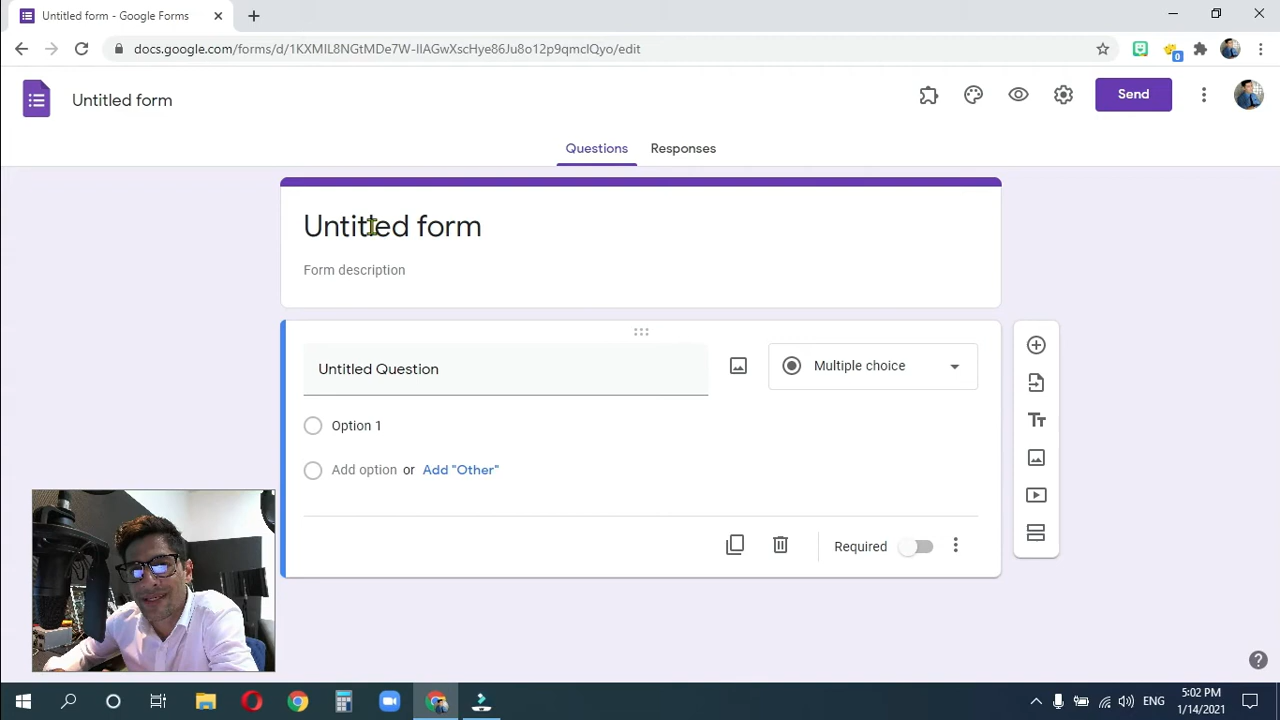 Untitled form - Google Forms
docs.google.com/forms/d/1KXMIL8NGtMDe7W-IIAGwXscHye86Ju8o12p9qmclQyo/edit
0
Untitled form
Send
Questions
Responses
Untitled form
Form description
Untitled Question
Multiple choice
Option 1
Add option or Add "Other"
Required
ENG
5:02 PM
1/14/2021